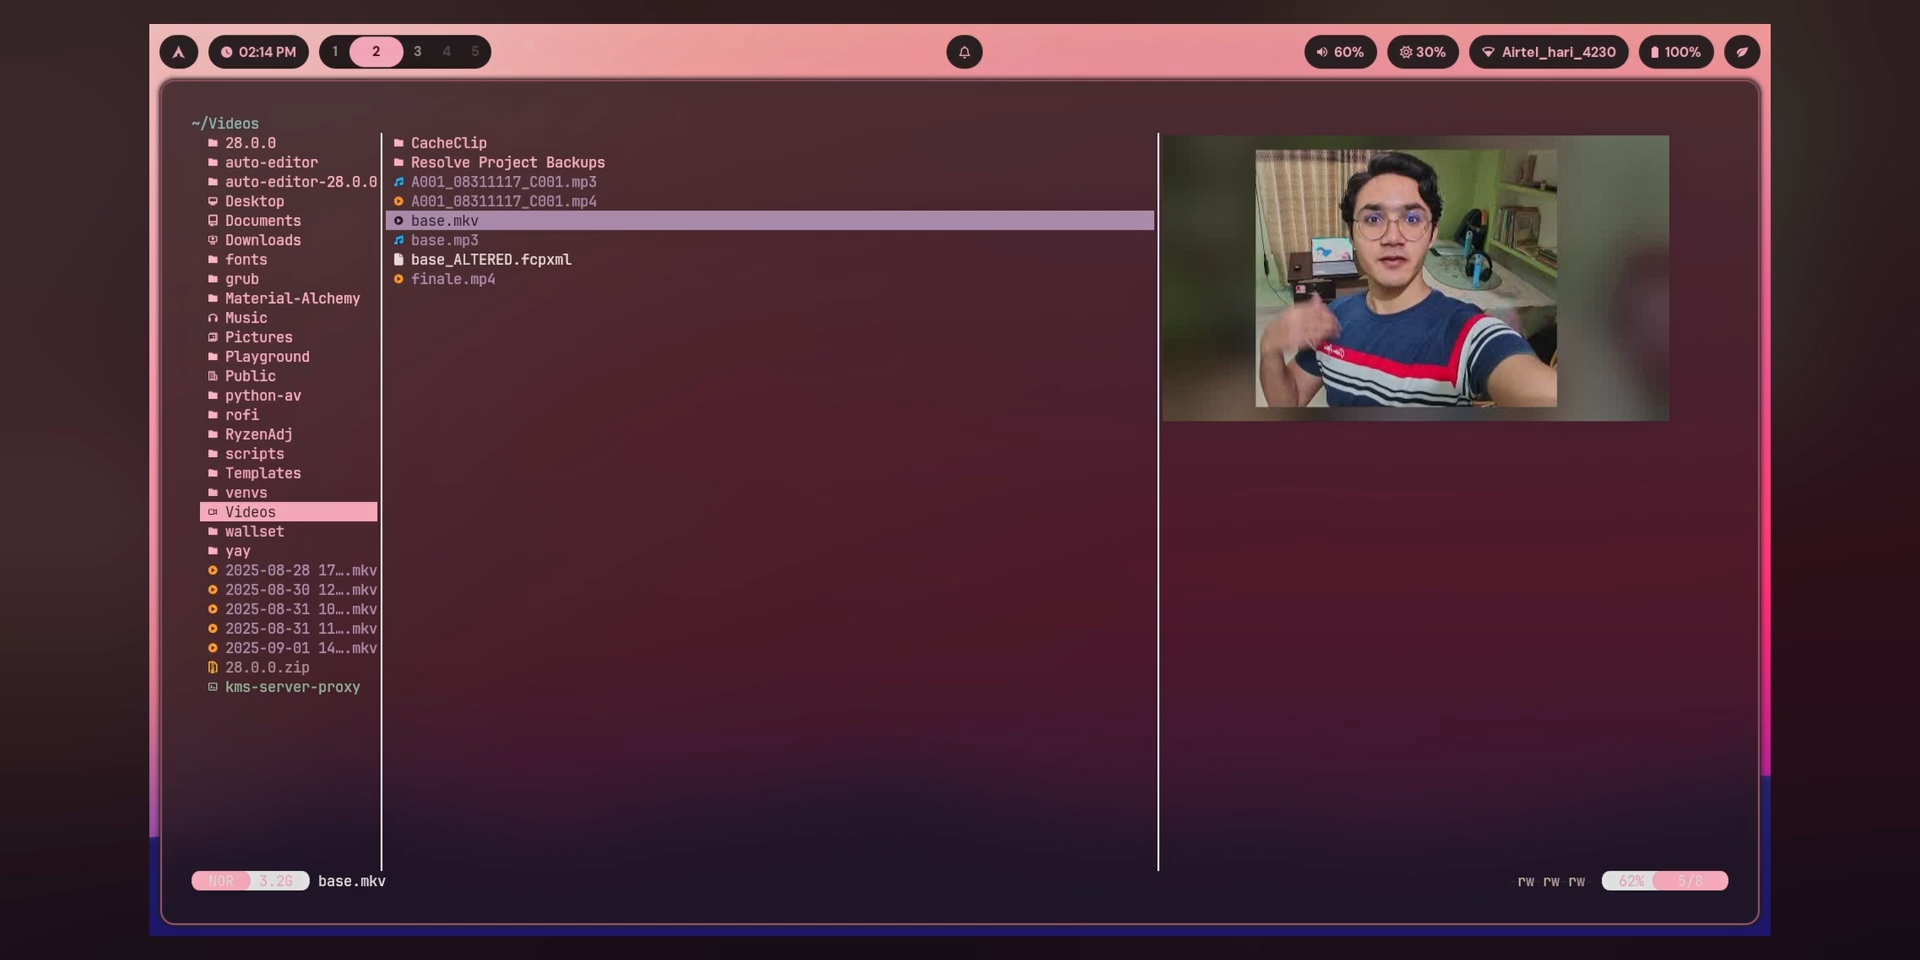 02:14 PM
1 2 3 4 5
60%
30%
Airtel_hari_4230
100%
~/Videos
28.0.0
auto-editor
auto-editor-28.0.0
Desktop
Documents
Downloads
fonts
grub
Material-Alchemy
Music
Pictures
Playground
Public
python-av
rofi
RyzenAdj
scripts
Templates
venvs
Videos
wallset
yay
2025-08-28 17….mkv
2025-08-30 12….mkv
2025-08-31 10….mkv
2025-08-31 11….mkv
2025-09-01 14….mkv
28.0.0.zip
kms-server-proxy
CacheClip
Resolve Project Backups
A001_08311117_C001.mp3
A001_08311117_C001.mp4
base.mkv
base.mp3
base_ALTERED.fcpxml
finale.mp4
NOR 3.2G base.mkv
rw-rw-rw- 62% 5/8